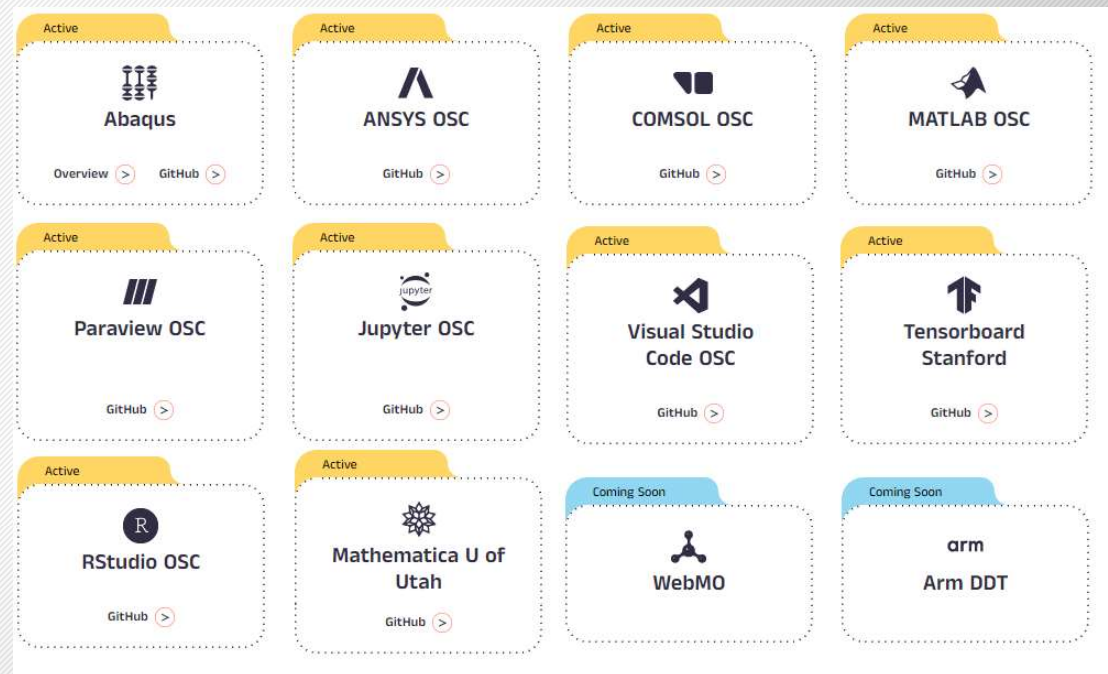 Active
Abaqus
Overview >
GitHub >
Active
ANSYS OSC
GitHub >
Active
COMSOL OSC
GitHub >
Active
MATLAB OSC
GitHub >
Active
Paraview OSC
GitHub >
Active
jupyter
Jupyter OSC
GitHub >
Active
Visual Studio
Code OSC
GitHub >
Active
TF
Tensorboard
Stanford
GitHub >
Active
R
RStudio OSC
GitHub >
Active
Mathematica U of
Utah
GitHub >
Coming Soon
WebMO
Coming Soon
arm
Arm DDT